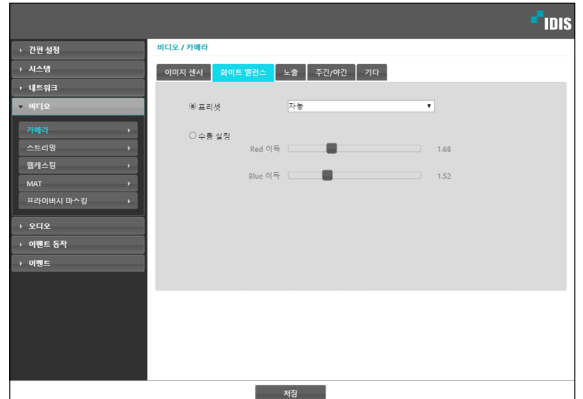 IDIS
간편 설정
시스템
네트워크
비디오
카메라
스트리밍
웹캐스팅
MAT
프라이버시 마스킹
오디오
이벤트 동작
이벤트
비디오 / 카메라
이미지 센서 화이트 밸런스 노출 주간/야간 기타
프리셋 자동
수동 설정
Red 이득 1.68
Blue 이득 1.52
저장